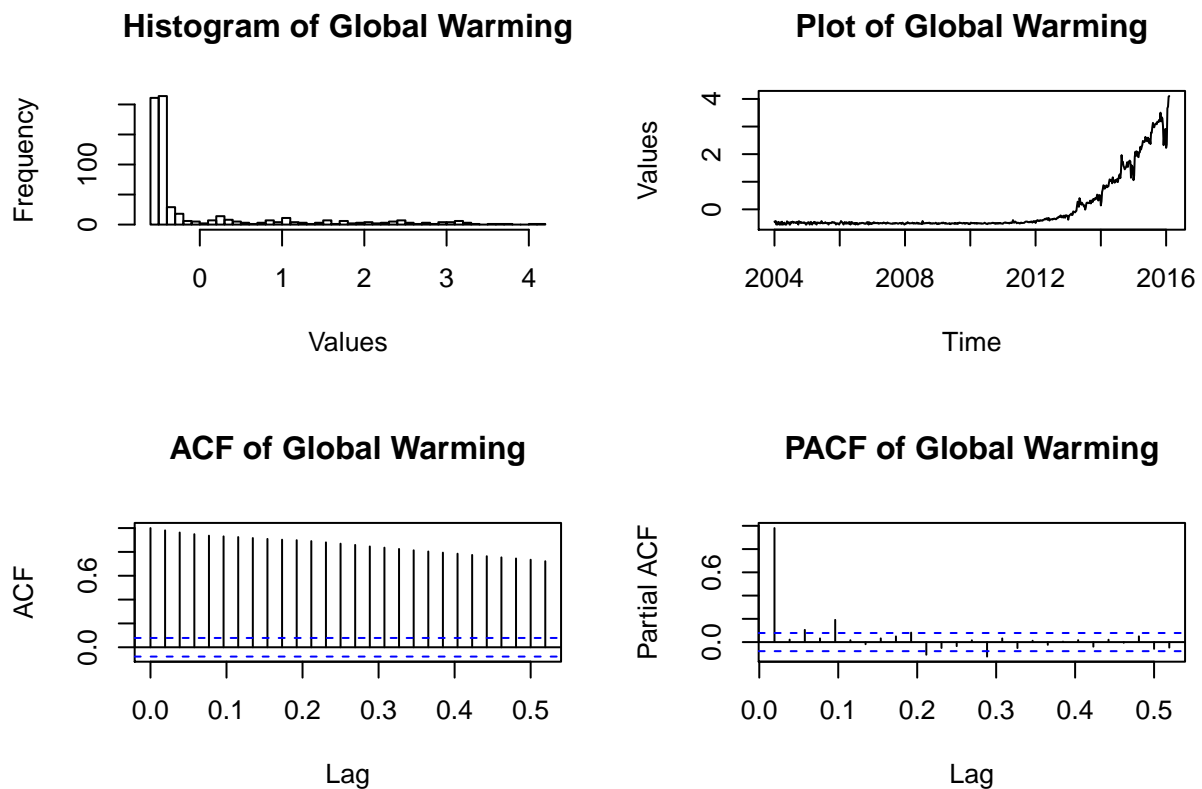 Histogram of Global Warming
Frequency
0
100
0
1
2
3
4
Values
Plot of Global Warming
Values
0
2
4
2004
2008
2012
2016
Time
ACF of Global Warming
ACF
0.0
0.6
0.0
0.1
0.2
0.3
0.4
0.5
Lag
PACF of Global Warming
Partial ACF
0.0
0.6
0.0
0.1
0.2
0.3
0.4
0.5
Lag